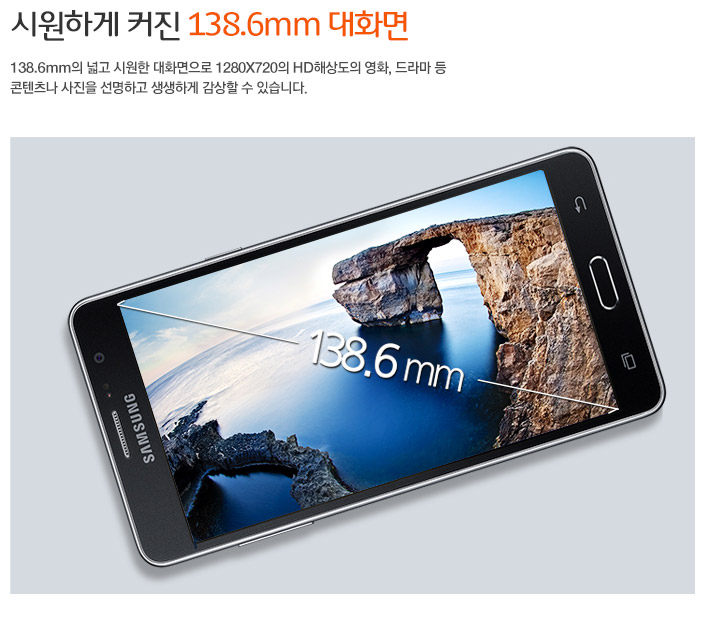 시원하게 커진 138.6mm 대화면
138.6mm의 넓고 시원한 대화면으로 1280X720의 HD해상도의 영화, 드라마 등
콘텐츠나 사진을 선명하고 생생하게 감상할 수 있습니다.
138.6 mm
SAMSUNG